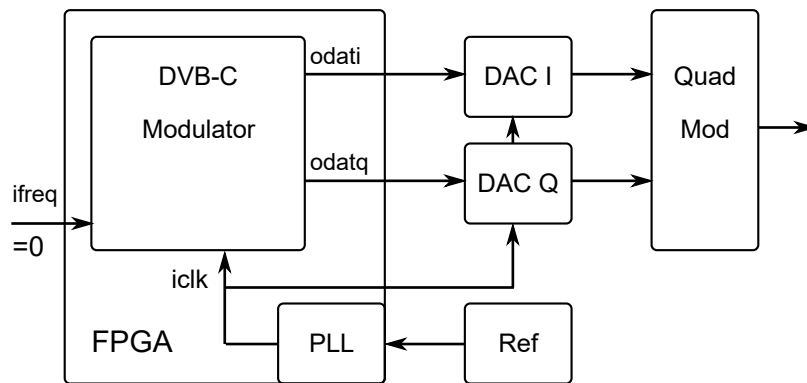 DVB-C
Modulator
odati
DAC I
Quad
Mod
odatq
DAC Q
ifreq
=0
iclk
FPGA
PLL
Ref